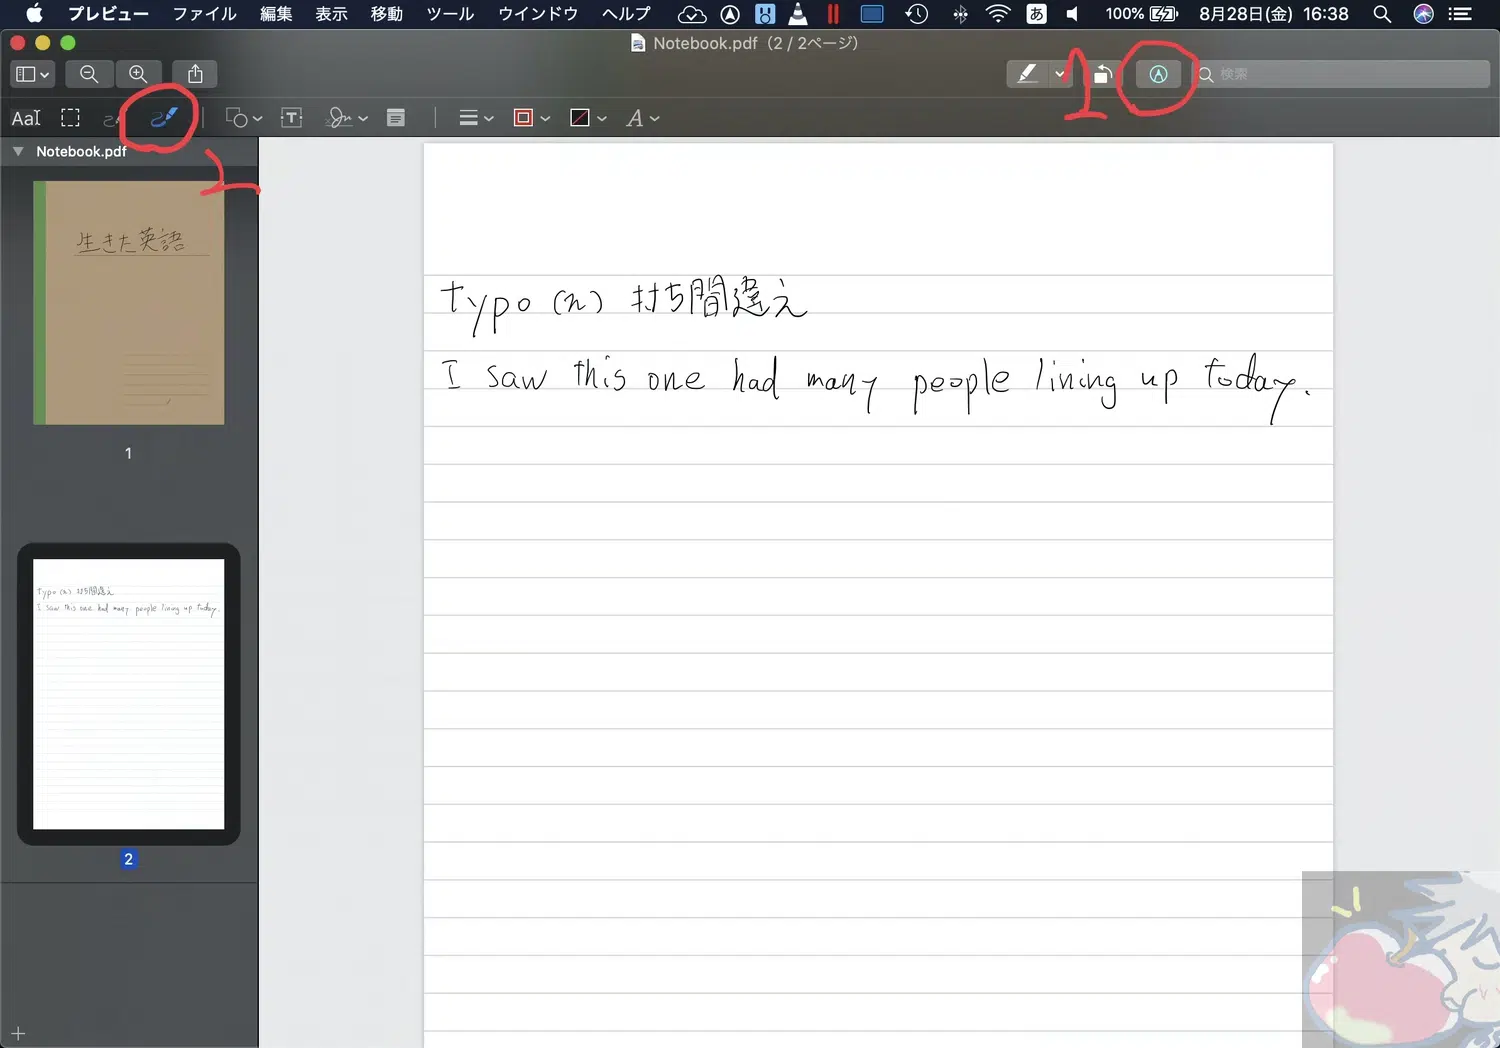 プレビュー ファイル 編集 表示 移動 ツール ウインドウ ヘルプ あ 100% 8月28日(金) 16:38
Notebook.pdf（2 / 2ページ）
検索
1
AaI T A
2
Notebook.pdf
生きた英語
1
typo (n) 打ち間違え
I saw this one had many people lining up today.
typo (n) 打ち間違え
I saw this one had many people lining up today.
2